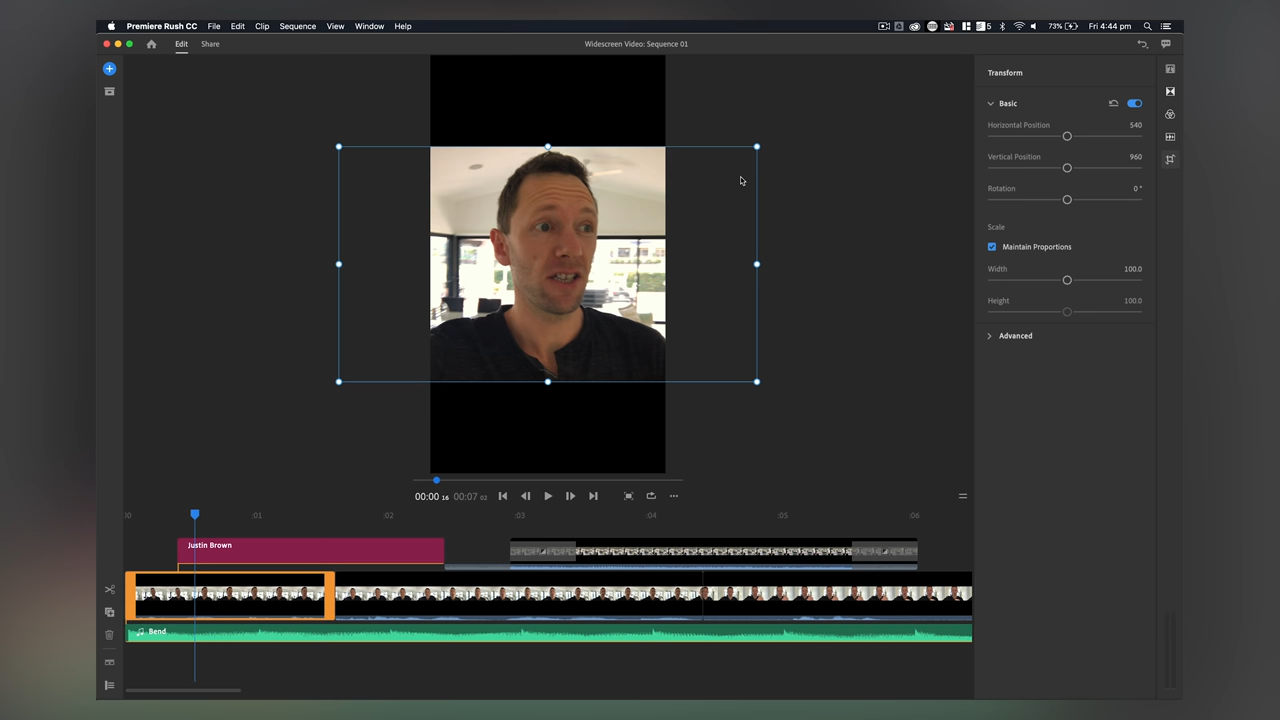 Premiere Rush CC File Edit Clip Sequence View Window Help 5 73% Fri 4:44 pm
Edit Share Widescreen Video: Sequence 01
Transform
Basic
Horizontal Position 540
Vertical Position 960
Rotation 0°
Scale
Maintain Proportions
Width 100.0
Height 100.0
Advanced
00:00 16 00:07 02
:00 :01 :02 :03 :04 :05 :06
Justin Brown
Bend